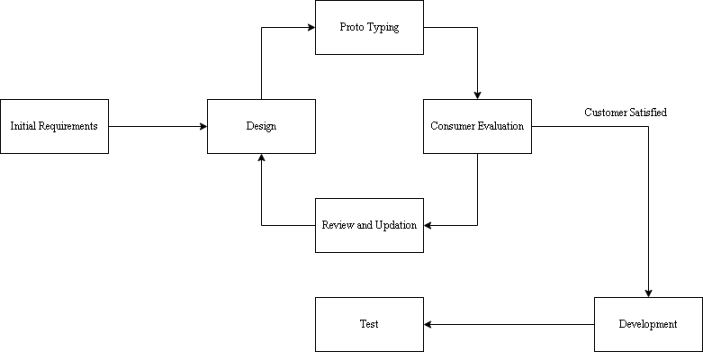 Proto Typing
Initial Requirements
Design
Consumer Evaluation
Customer Satisfied
Review and Updation
Test
Development